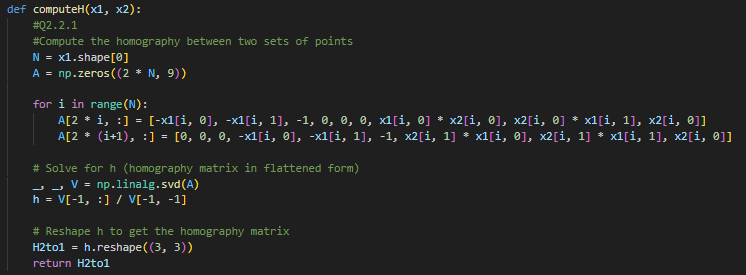 def computeH(x1, x2):
    #Q2.2.1
    #Compute the homography between two sets of points
    N = x1.shape[0]
    A = np.zeros((2 * N, 9))
    for i in range(N):
        A[2 * i, :] = [-x1[i, 0], -x1[i, 1], -1, 0, 0, 0, x1[i, 0] * x2[i, 0], x2[i, 0] * x1[i, 1], x2[i, 0]]
        A[2 * (i+1), :] = [0, 0, 0, -x1[i, 0], -x1[i, 1], -1, x2[i, 1] * x1[i, 0], x2[i, 1] * x1[i, 1], x2[i, 0]]
    # Solve for h (homography matrix in flattened form)
    _, _, V = np.linalg.svd(A)
    h = V[-1, :] / V[-1, -1]
    # Reshape h to get the homography matrix
    H2to1 = h.reshape((3, 3))
    return H2to1